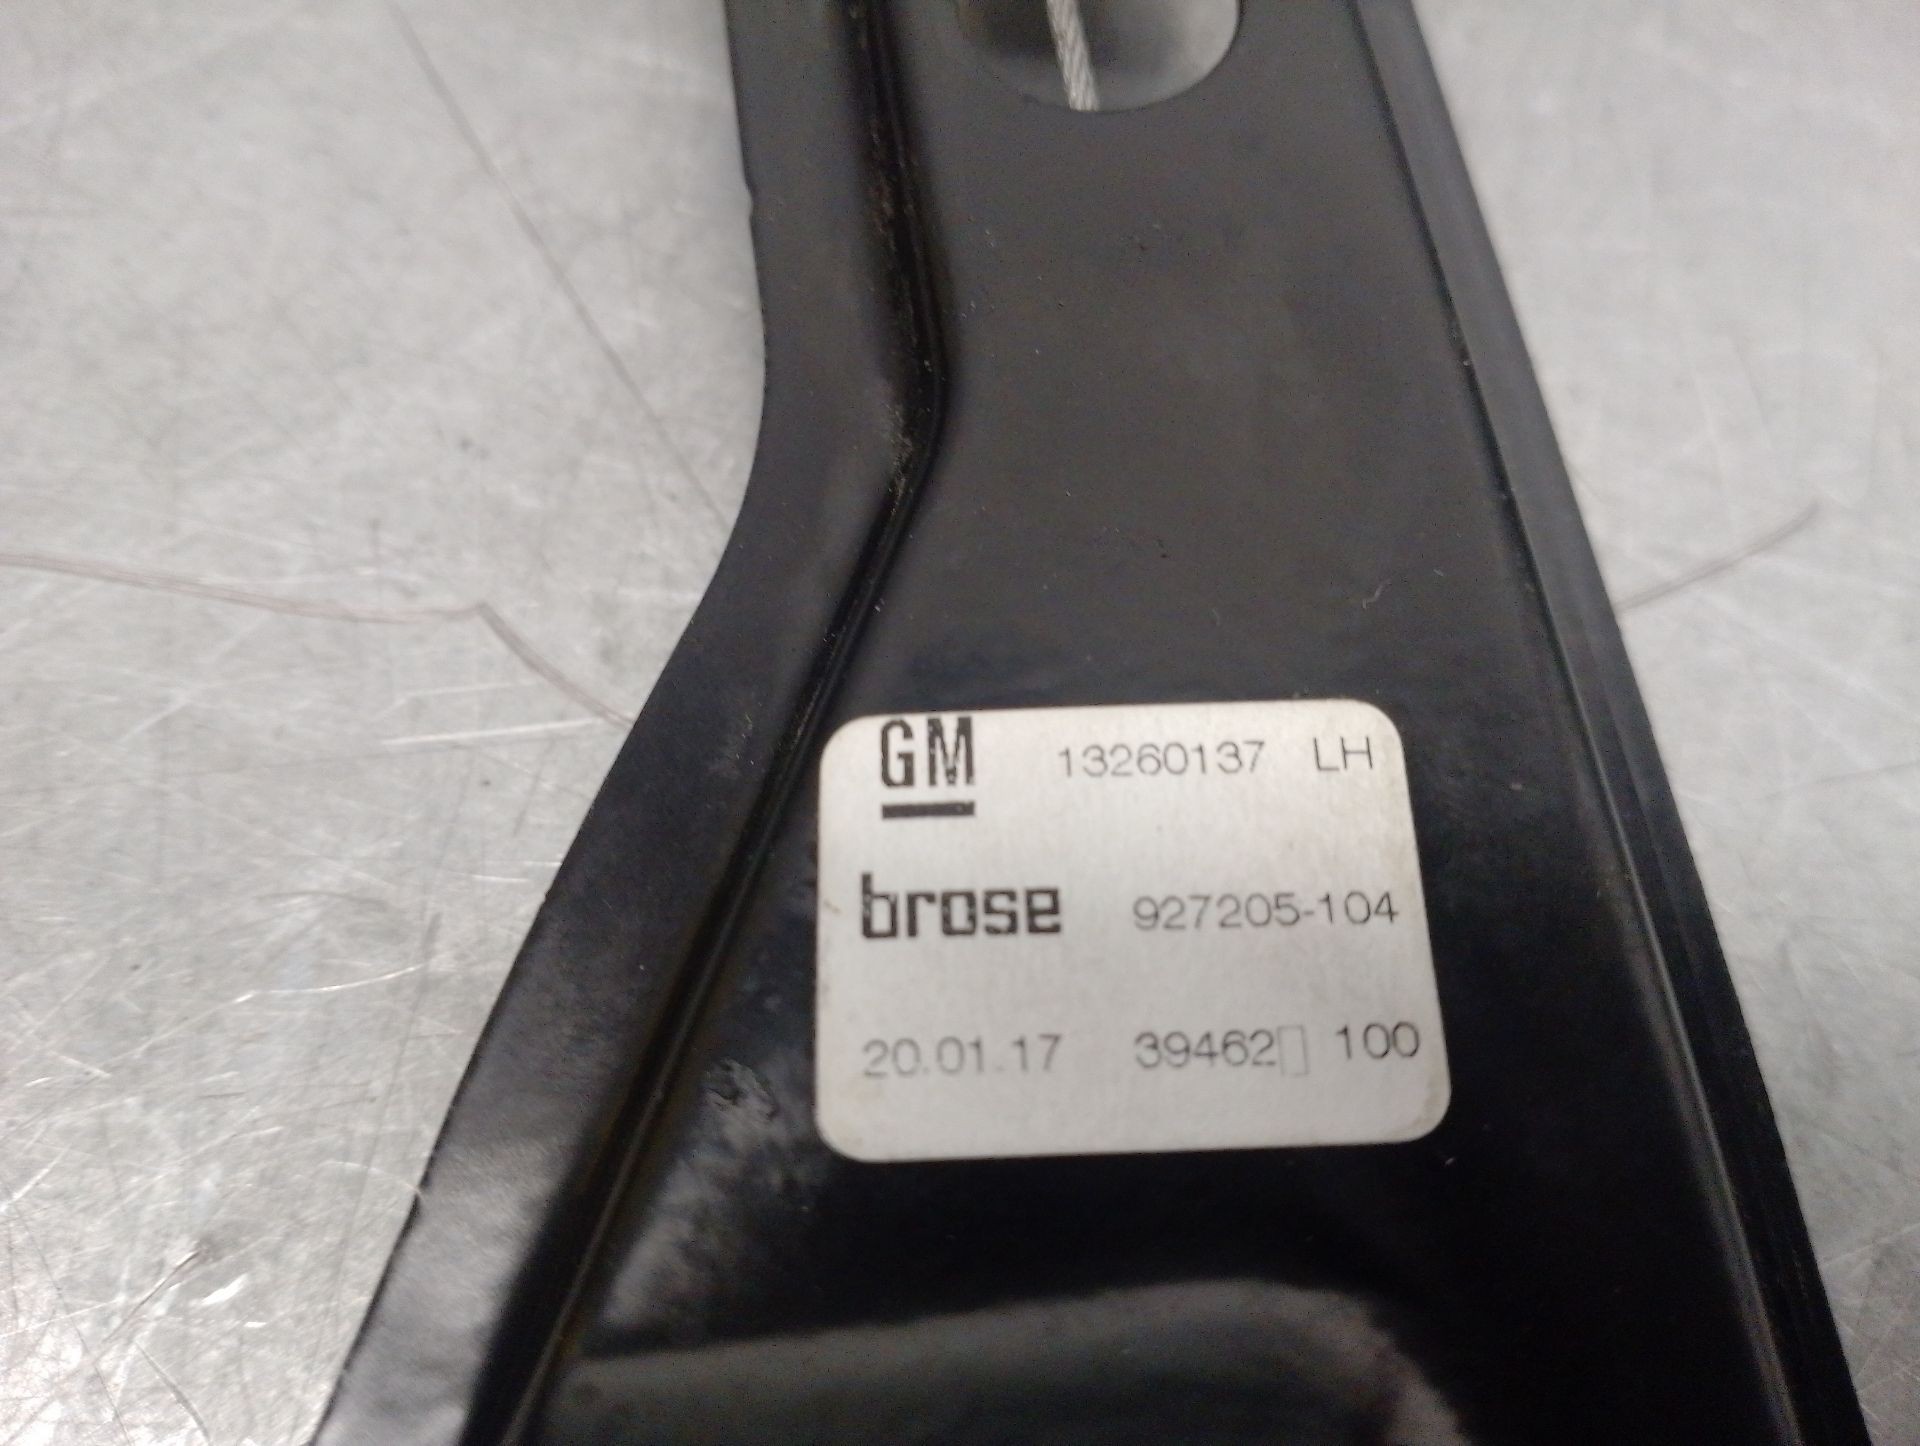 GM 13260137 LH
brose 927205-104
20.01.17 39462▯ 100